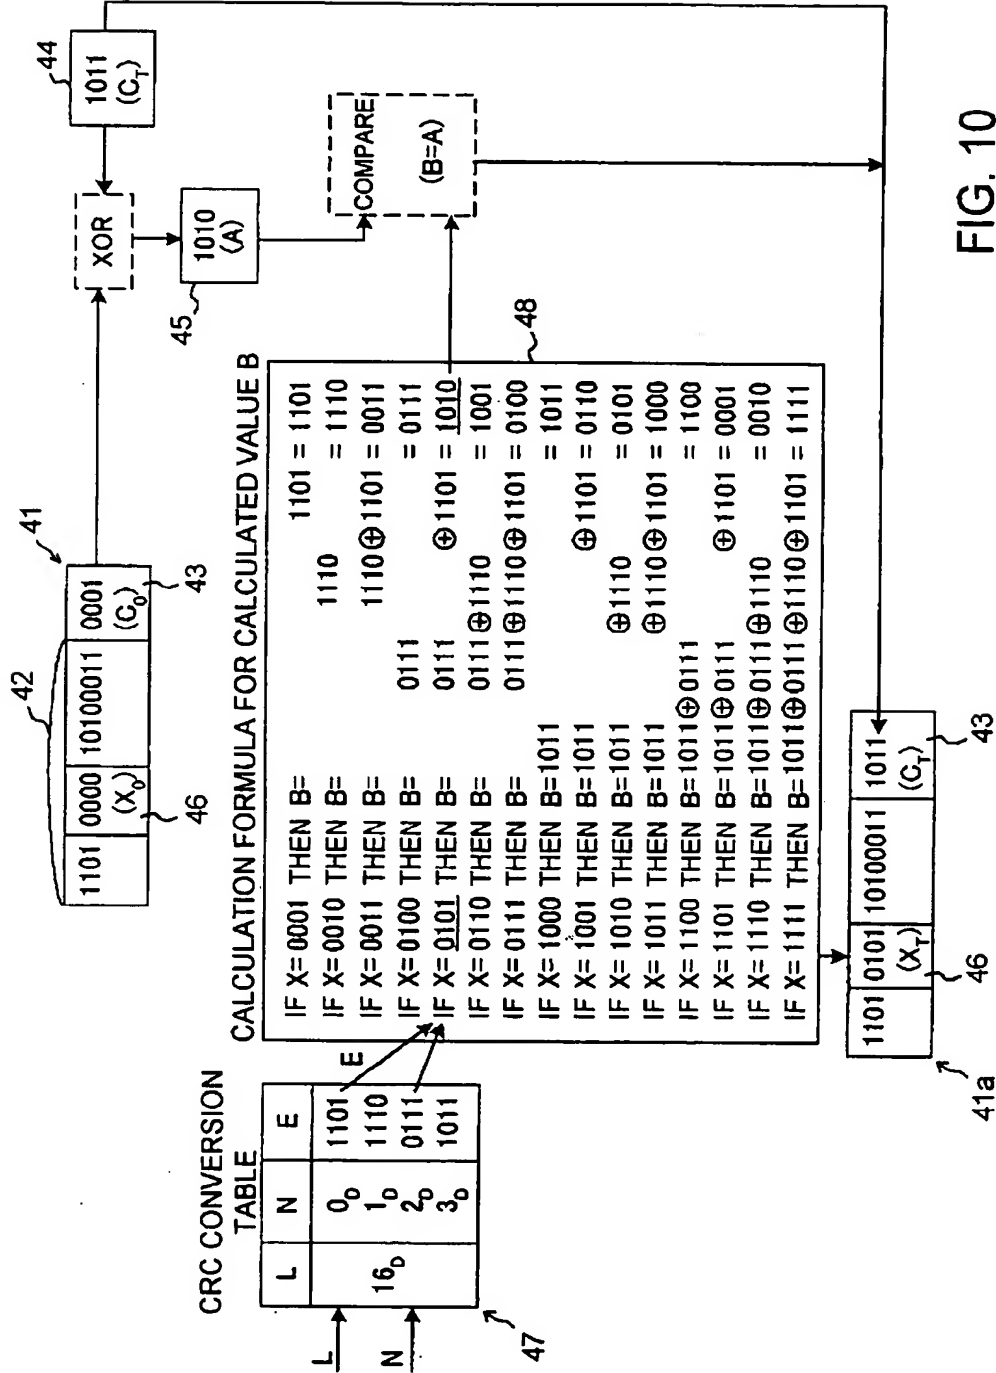 41
42
1101 0000 10100011 0001
(X0) (C0)
46
43
XOR
44
1011
(CT)
45
1010
(A)
COMPARE
(B=A)
CRC CONVERSION
TABLE
L N E
16D
0D 1101
1D 1110
2D 0111
3D 1011
L
N
47
E
CALCULATION FORMULA FOR CALCULATED VALUE B
IF X=0001 THEN B= 1101 = 1101
IF X=0010 THEN B= 1110 = 1110
IF X=0011 THEN B= 1110⊕1101 = 0011
IF X=0100 THEN B= 0111 = 0111
IF X=0101 THEN B= 0111 ⊕1101 = 1010
IF X=0110 THEN B= 0111⊕1110 = 1001
IF X=0111 THEN B= 0111⊕1110⊕1101 = 0100
IF X=1000 THEN B=1011 = 1011
IF X=1001 THEN B=1011 ⊕1101 = 0110
IF X=1010 THEN B=1011 ⊕1110 = 0101
IF X=1011 THEN B=1011 ⊕1110⊕1101 = 1000
IF X=1100 THEN B=1011⊕0111 = 1100
IF X=1101 THEN B=1011⊕0111 ⊕1101 = 0001
IF X=1110 THEN B=1011⊕0111⊕1110 = 0010
IF X=1111 THEN B=1011⊕0111⊕1110⊕1101 = 1111
48
1101 0101 10100011 1011
(XT) (CT)
41a
46
43
FIG. 10